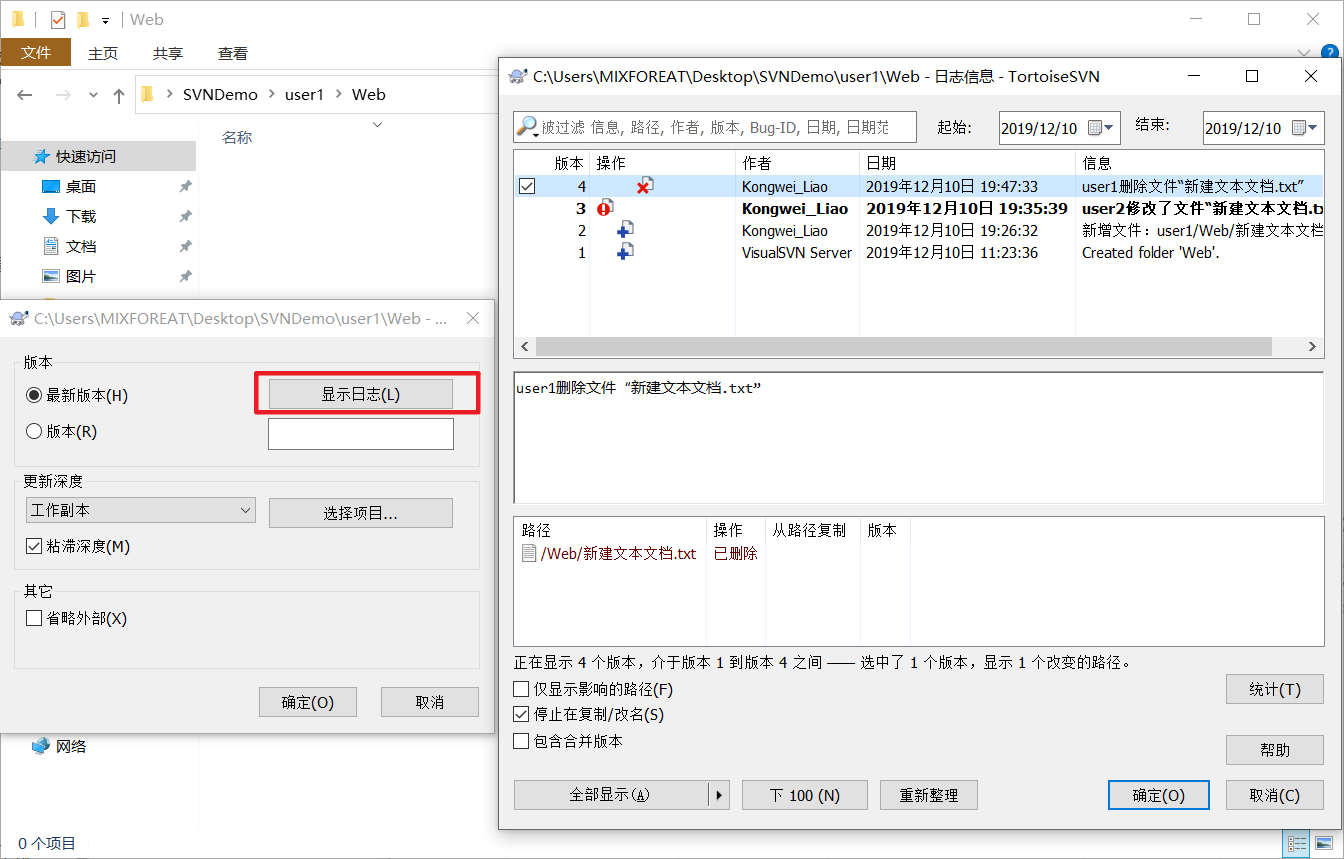 Web
文件 主页 共享 查看
SVNDemo user1 Web
名称
快速访问
桌面
下载
文档
图片
网络
0 个项目
C:\Users\MIXFOREAT\Desktop\SVNDemo\user1\Web - ...
版本
最新版本(H)
显示日志(L)
版本(R)
更新深度
工作副本
选择项目...
粘滞深度(M)
其它
省略外部(X)
确定(O) 取消
C:\Users\MIXFOREAT\Desktop\SVNDemo\user1\Web - 日志信息 - TortoiseSVN
被过滤 信息, 路径, 作者, 版本, Bug-ID, 日期, 日期范 起始: 2019/12/10 结束: 2019/12/10
版本 操作 作者 日期 信息
4 Kongwei_Liao 2019年12月10日 19:47:33 user1删除文件“新建文本文档.txt”
3 Kongwei_Liao 2019年12月10日 19:35:39 user2修改了文件“新建文本文档.tx
2 Kongwei_Liao 2019年12月10日 19:26:32 新增文件：user1/Web/新建文本文档
1 VisualSVN Server 2019年12月10日 11:23:36 Created folder 'Web'.
user1删除文件“新建文本文档.txt”
路径 操作 从路径复制 版本
/Web/新建文本文档.txt 已删除
正在显示 4 个版本，介于版本 1 到版本 4 之间 —— 选中了 1 个版本，显示 1 个改变的路径。
仅显示影响的路径(F)
统计(T)
停止在复制/改名(S)
包含合并版本
帮助
全部显示(A) 下 100 (N) 重新整理 确定(O) 取消(C)